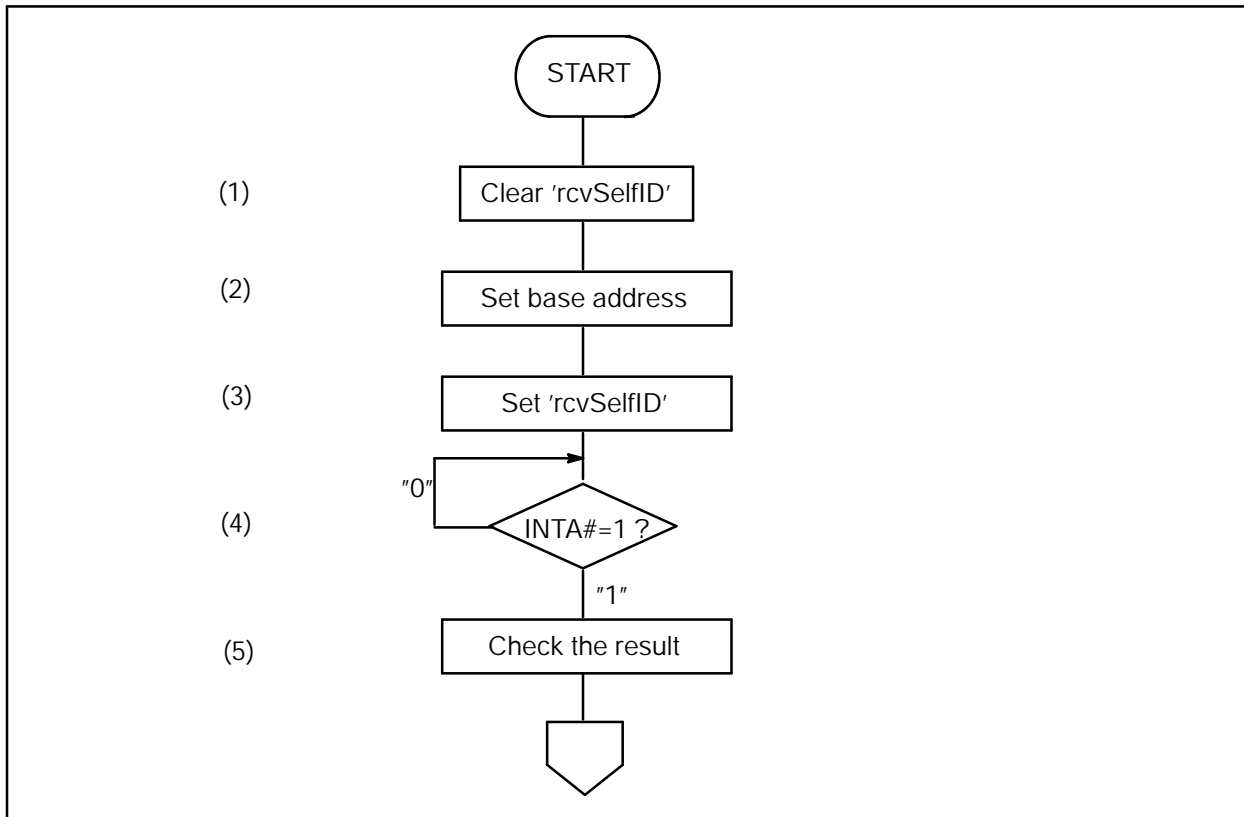 START
(1) Clear 'rcvSelfID'
(2) Set base address
(3) Set 'rcvSelfID'
"0"
(4) INTA#=1 ?
"1"
(5) Check the result